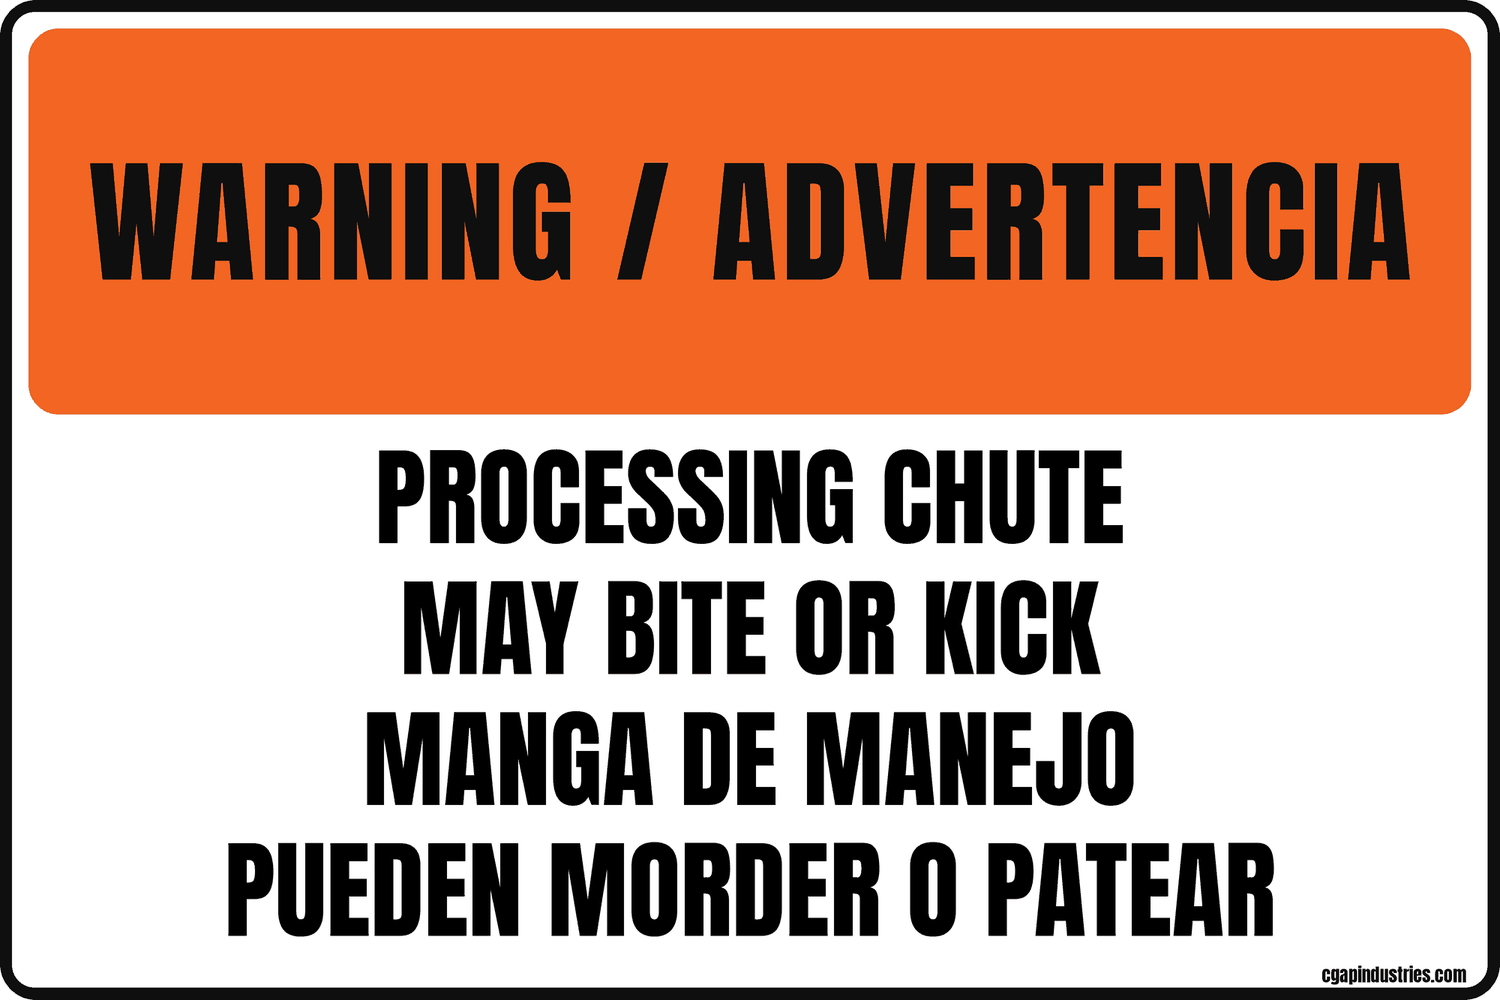 WARNING / ADVERTENCIA
PROCESSING CHUTE
MAY BITE OR KICK
MANGA DE MANEJO
PUEDEN MORDER O PATEAR
cgapindustries.com